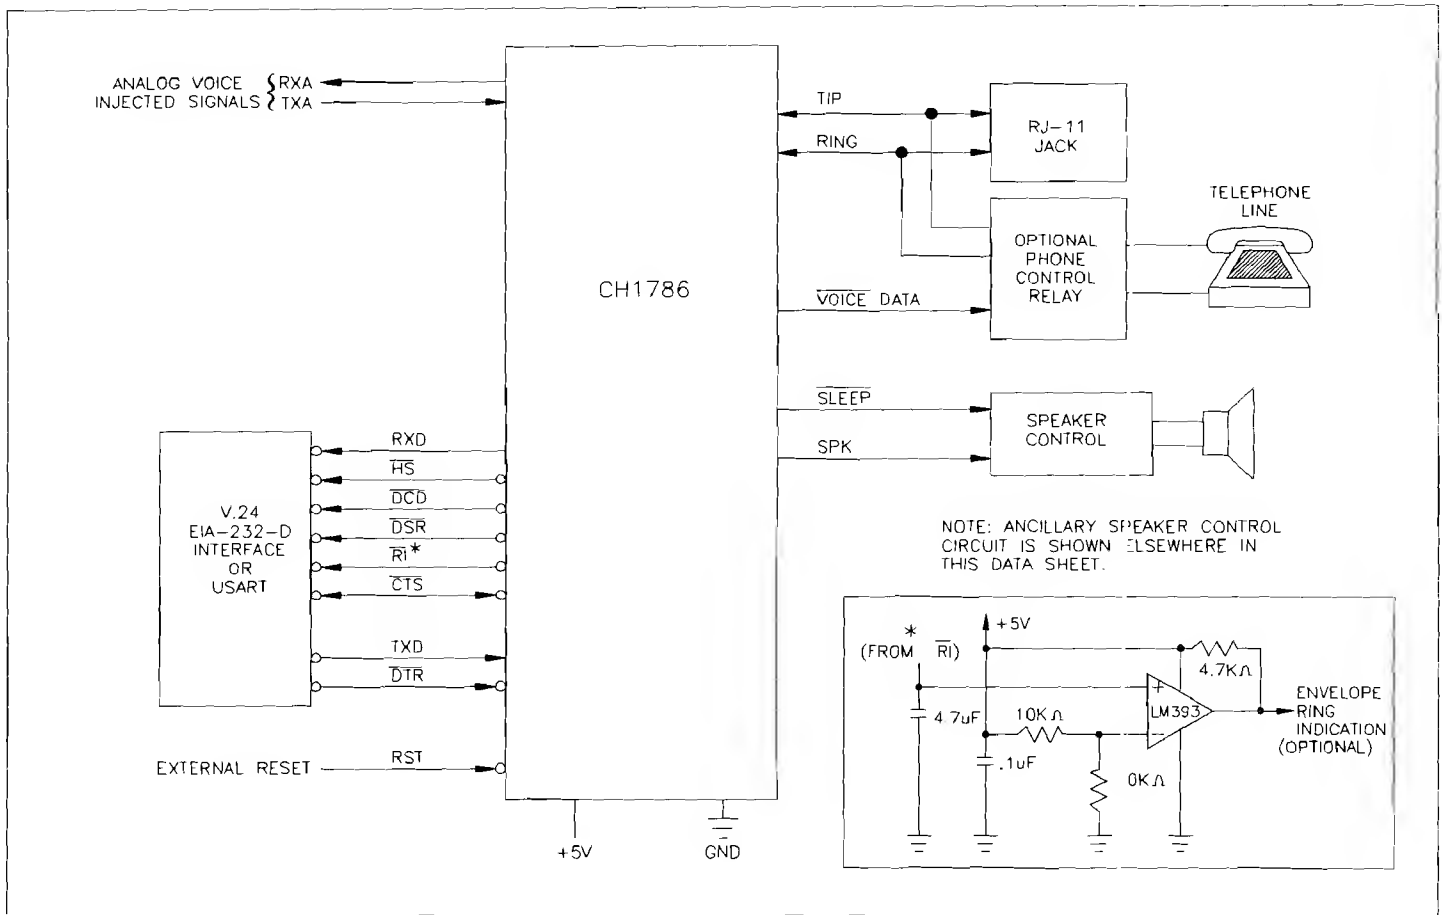 ANALOG VOICE RXA
INJECTED SIGNALS TXA
TIP
RING
RJ-11
JACK
TELEPHONE
LINE
OPTIONAL
PHONE
CONTROL
RELAY
CH1786
VOICE DATA
SLEEP
SPK
SPEAKER
CONTROL
V.24
EIA-232-D
INTERFACE
OR
USART
RXD
HS
DCD
DSR
RI*
CTS
TXD
DTR
EXTERNAL RESET
RST
+5V
GND
NOTE: ANCILLARY SPEAKER CONTROL
CIRCUIT IS SHOWN ELSEWHERE IN
THIS DATA SHEET.
*
(FROM RI)
+5V
4.7KΩ
+
LM393
-
4.7uF
10KΩ
.1uF
0KΩ
ENVELOPE
RING
INDICATION
(OPTIONAL)